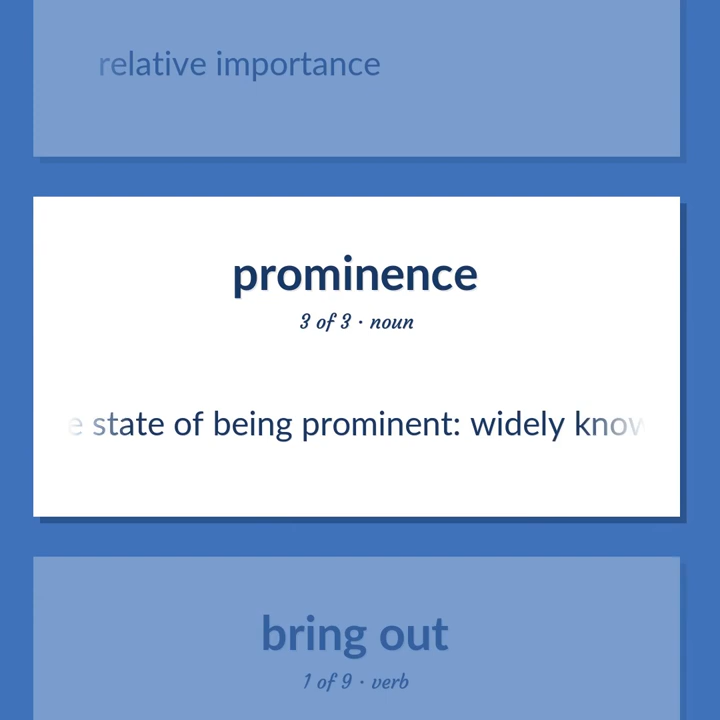 relative importance
prominence
3 of 3 · noun
state of being prominent: widely know
bring out
1 of 9 · verb